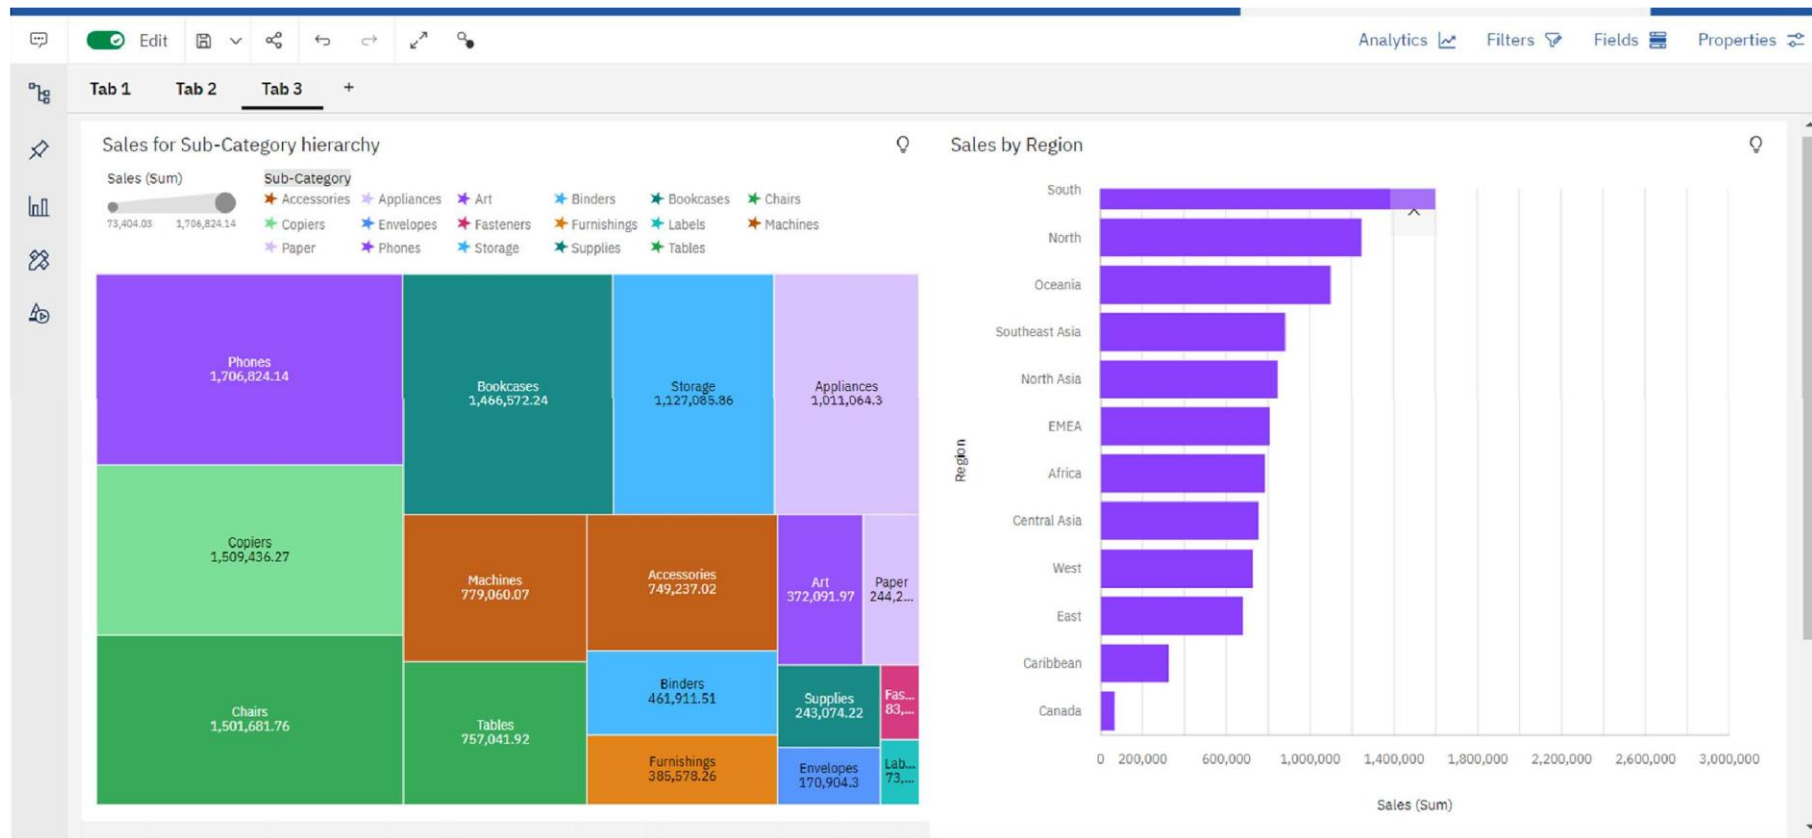 Edit
Analytics Filters Fields Properties
Tab 1 Tab 2 Tab 3 +
Sales for Sub-Category hierarchy
Sales (Sum)
73,404.03 1,706,824.14
Sub-Category
Accessories Appliances Art Binders Bookcases Chairs
Copiers Envelopes Fasteners Furnishings Labels Machines
Paper Phones Storage Supplies Tables
Phones
1,706,824.14
Copiers
1,509,436.27
Chairs
1,501,681.76
Bookcases
1,466,572.24
Storage
1,127,085.86
Appliances
1,011,064.3
Machines
779,060.07
Accessories
749,237.02
Art
372,091.97
Paper
244,2...
Tables
757,041.92
Binders
461,911.51
Furnishings
385,578.26
Supplies
243,074.22
Fas...
83,...
Envelopes
170,904.3
Lab...
73,...
Sales by Region
Region
South
North
Oceania
Southeast Asia
North Asia
EMEA
Africa
Central Asia
West
East
Caribbean
Canada
0 200,000 600,000 1,000,000 1,400,000 1,800,000 2,200,000 2,600,000 3,000,000
Sales (Sum)